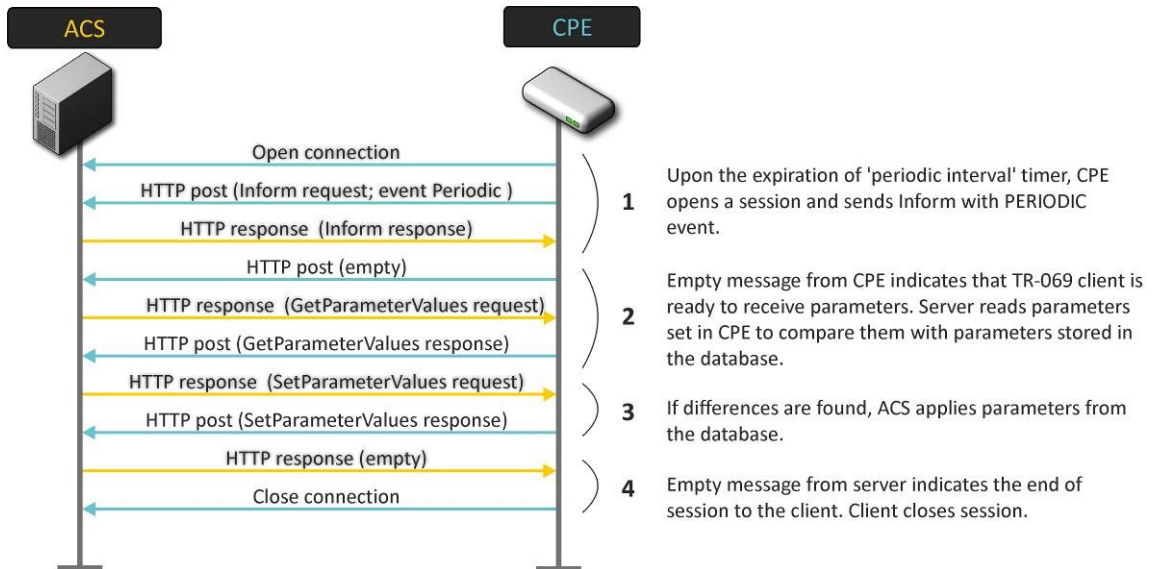 ACS
CPE
Open connection
HTTP post (Inform request; event Periodic )
HTTP response (Inform response)
1
Upon the expiration of 'periodic interval' timer, CPE
opens a session and sends Inform with PERIODIC
event.
HTTP post (empty)
HTTP response (GetParameterValues request)
HTTP post (GetParameterValues response)
2
Empty message from CPE indicates that TR-069 client is
ready to receive parameters. Server reads parameters
set in CPE to compare them with parameters stored in
the database.
HTTP response (SetParameterValues request)
HTTP post (SetParameterValues response)
3
If differences are found, ACS applies parameters from
the database.
HTTP response (empty)
Close connection
4
Empty message from server indicates the end of
session to the client. Client closes session.